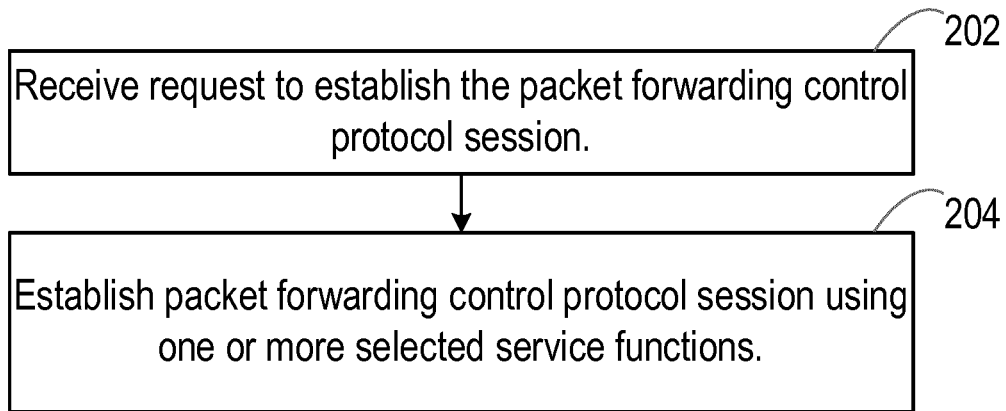 202
Receive request to establish the packet forwarding control
protocol session.
204
Establish packet forwarding control protocol session using
one or more selected service functions.